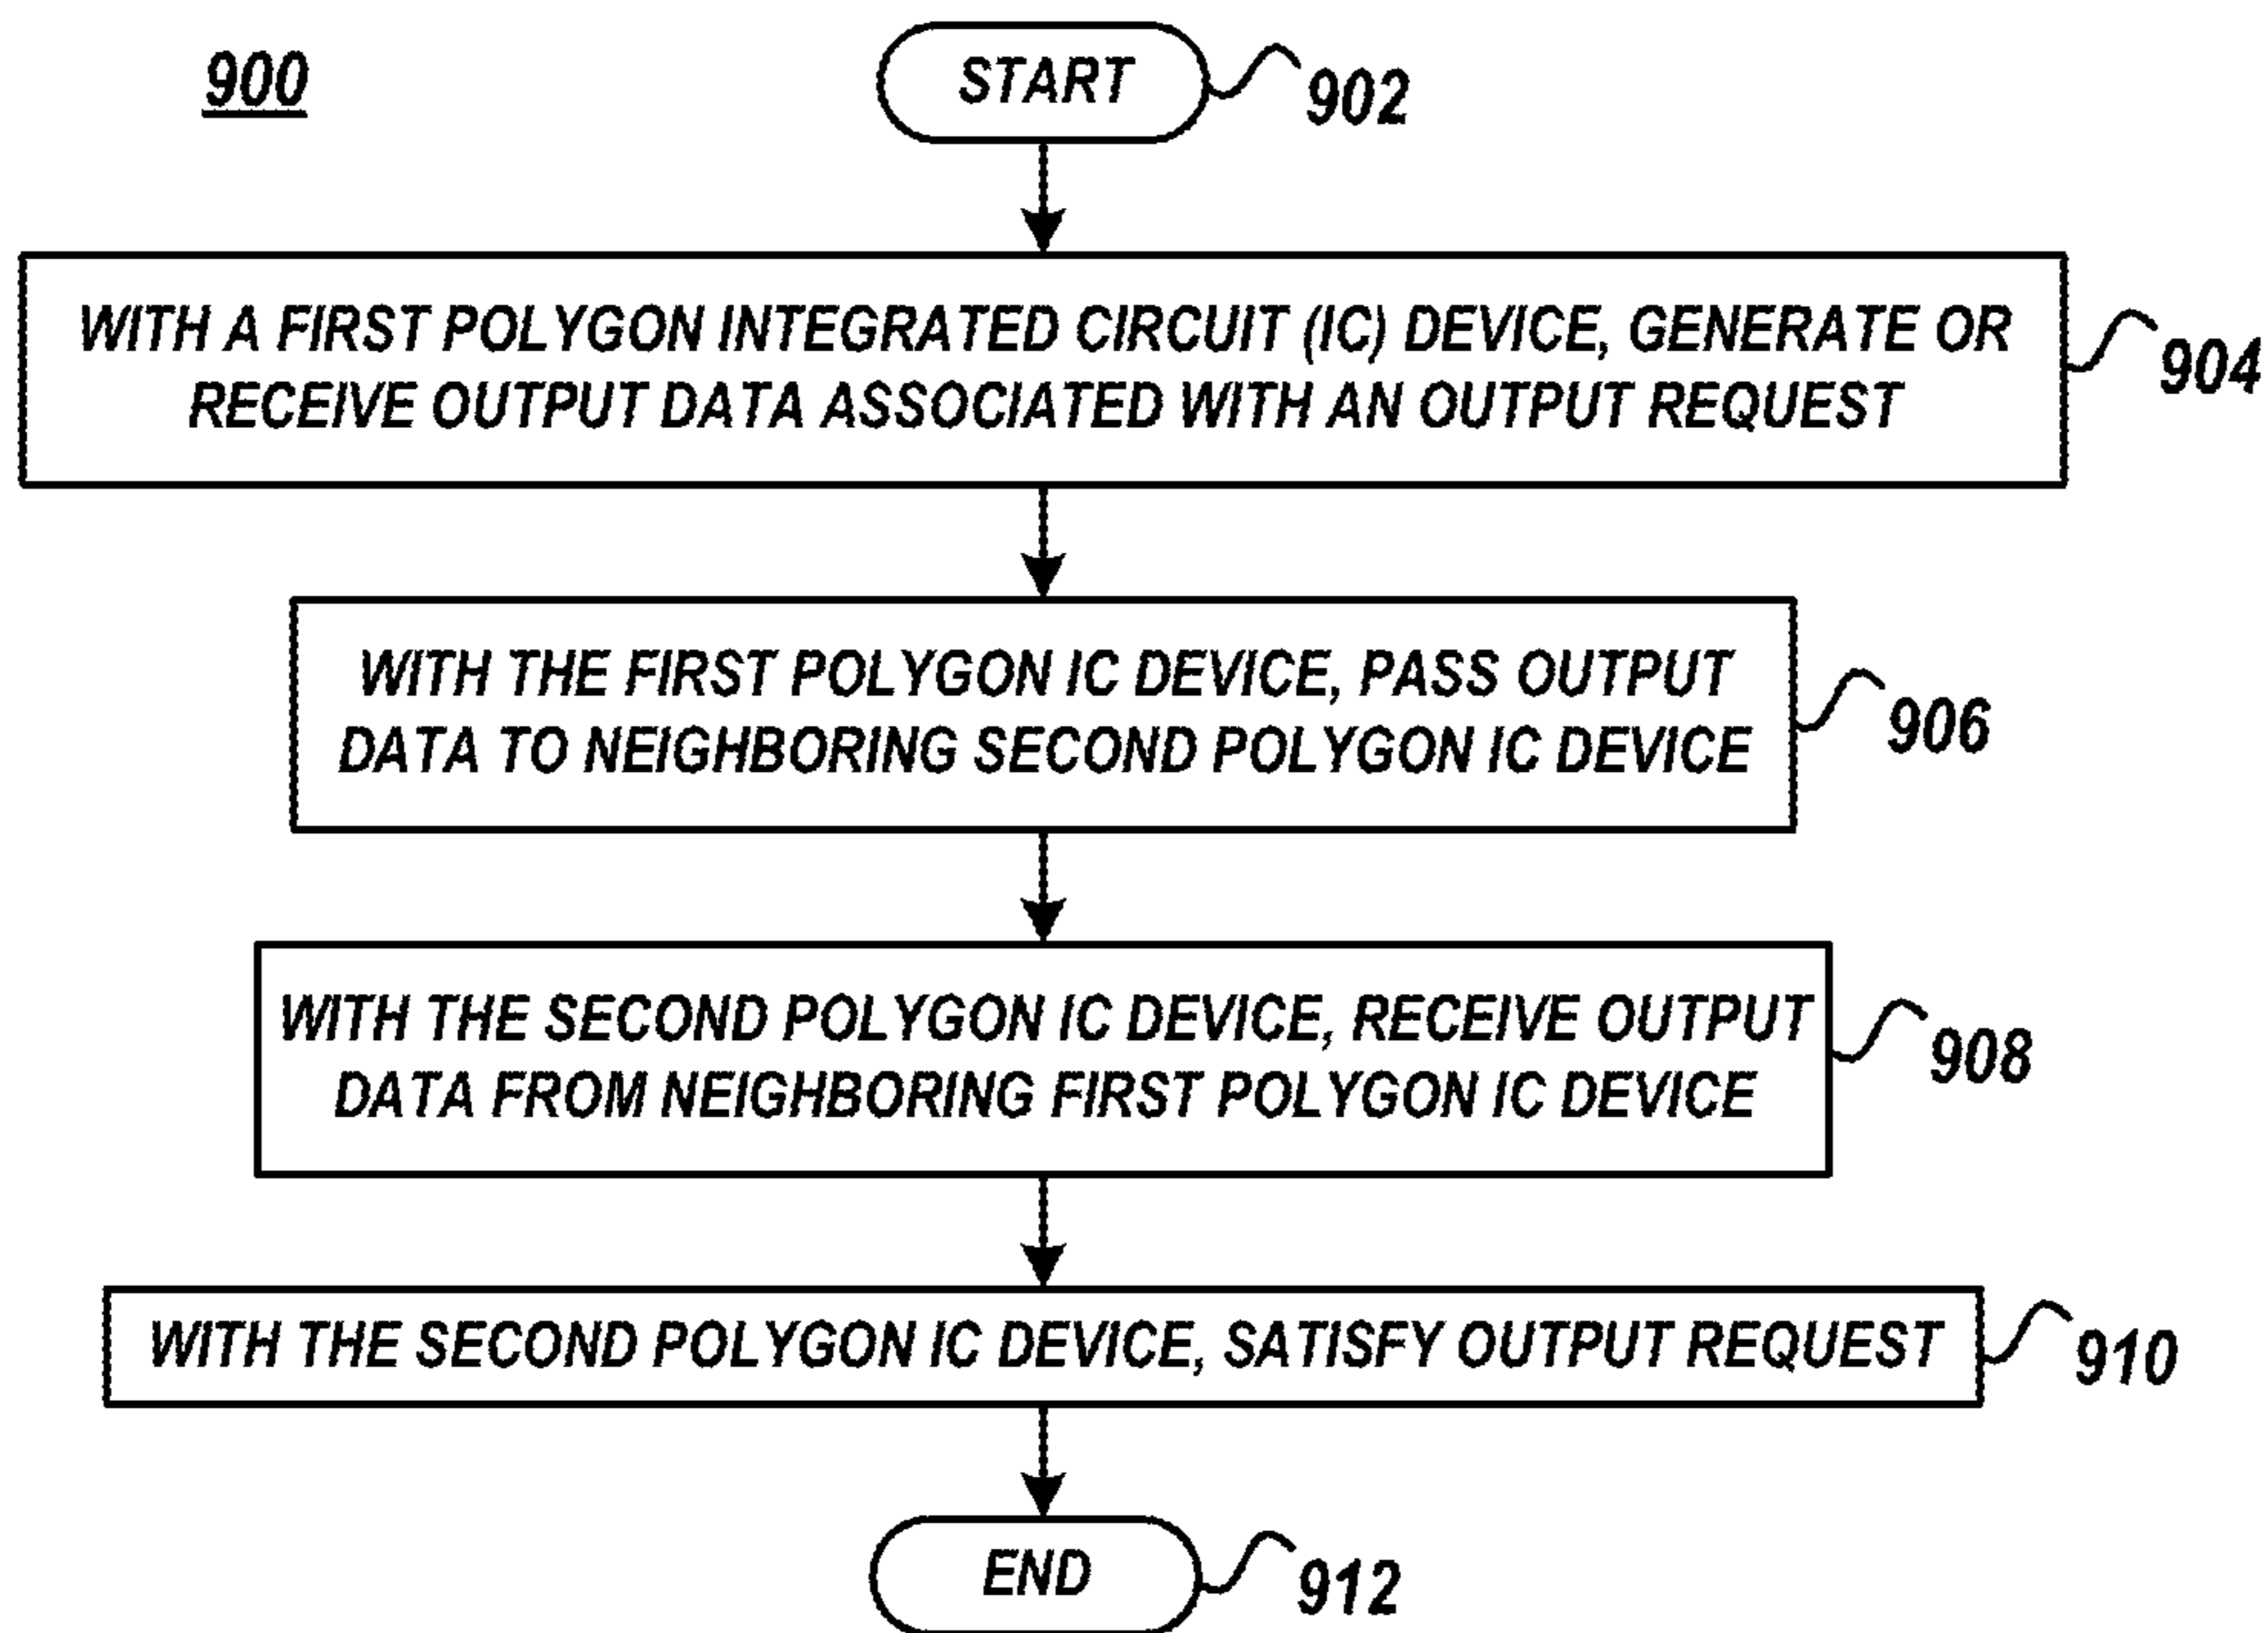 900
START
902
WITH A FIRST POLYGON INTEGRATED CIRCUIT (IC) DEVICE, GENERATE OR
RECEIVE OUTPUT DATA ASSOCIATED WITH AN OUTPUT REQUEST
904
WITH THE FIRST POLYGON IC DEVICE, PASS OUTPUT
DATA TO NEIGHBORING SECOND POLYGON IC DEVICE
906
WITH THE SECOND POLYGON IC DEVICE, RECEIVE OUTPUT
DATA FROM NEIGHBORING FIRST POLYGON IC DEVICE
908
WITH THE SECOND POLYGON IC DEVICE, SATISFY OUTPUT REQUEST
910
END
912